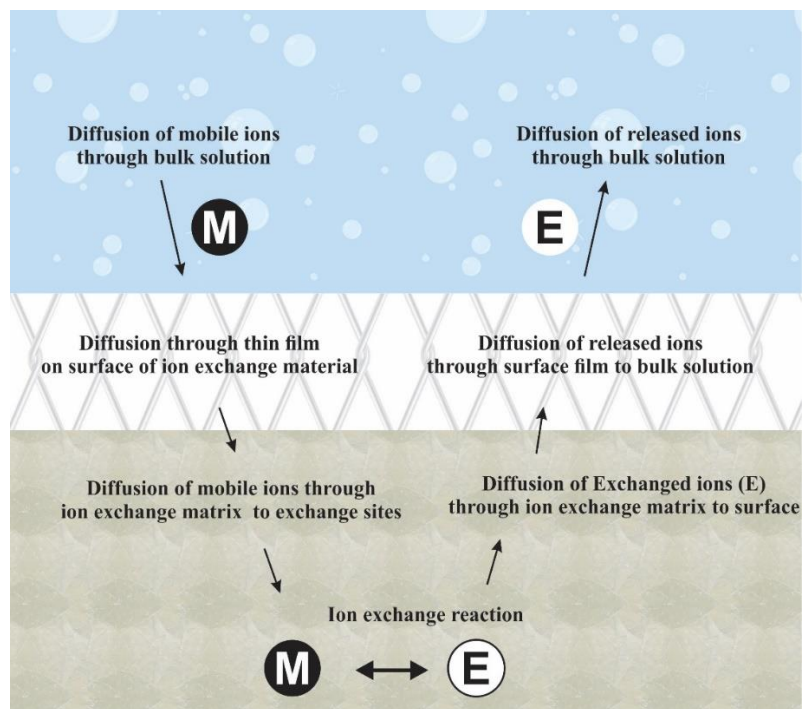 Diffusion of mobile ions
through bulk solution
M
Diffusion of released ions
through bulk solution
E
Diffusion through thin film
on surface of ion exchange material
Diffusion of released ions
through surface film to bulk solution
Diffusion of mobile ions through
ion exchange matrix to exchange sites
Diffusion of Exchanged ions (E)
through ion exchange matrix to surface
Ion exchange reaction
M
E